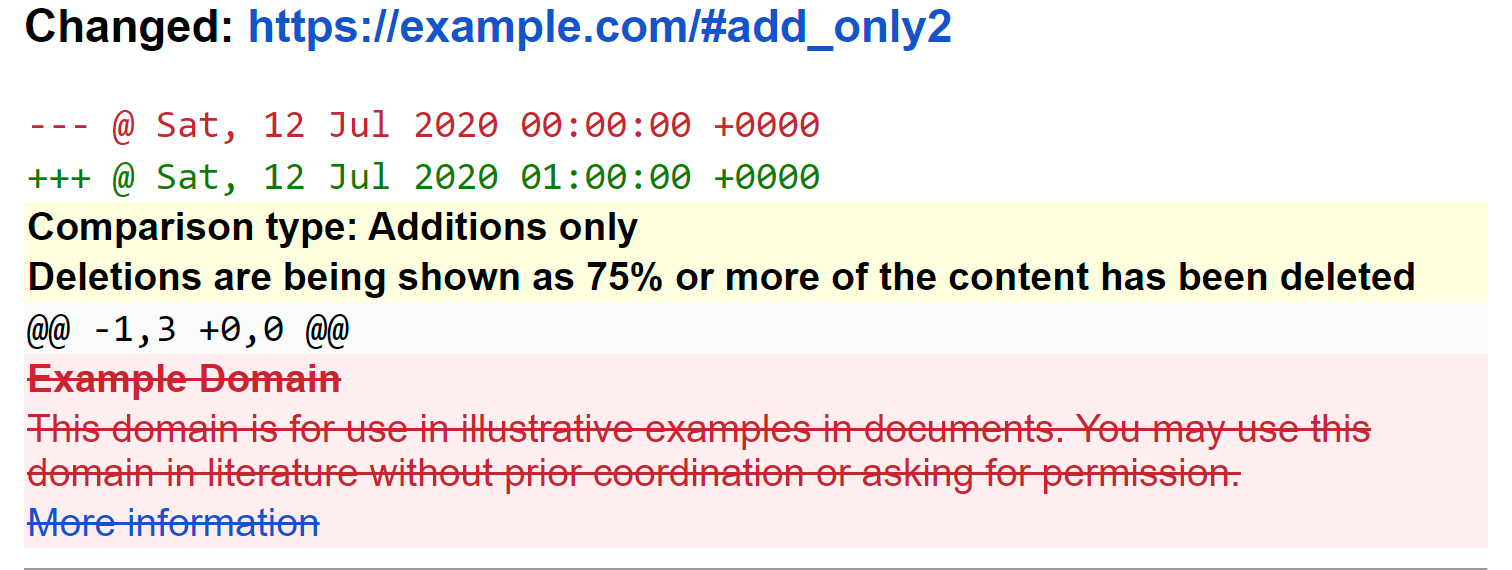 Changed: https://example.com/#add_only2
--- @ Sat, 12 Jul 2020 00:00:00 +0000
+++ @ Sat, 12 Jul 2020 01:00:00 +0000
Comparison type: Additions only
Deletions are being shown as 75% or more of the content has been deleted
@@ -1,3 +0,0 @@
Example Domain
This domain is for use in illustrative examples in documents. You may use this
domain in literature without prior coordination or asking for permission.
More information